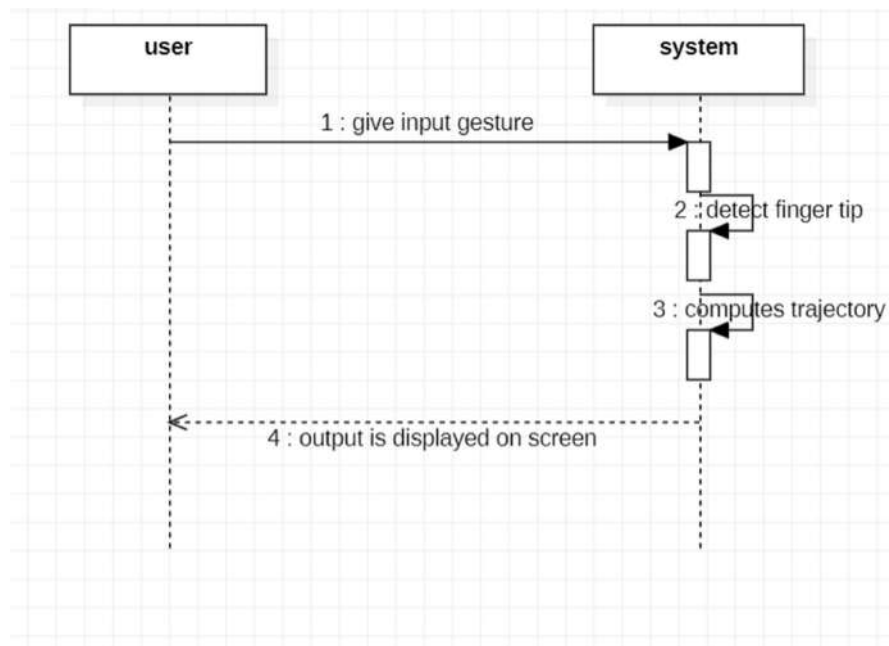 user
system
1 : give input gesture
2 : detect finger tip
3 : computes trajectory
4 : output is displayed on screen